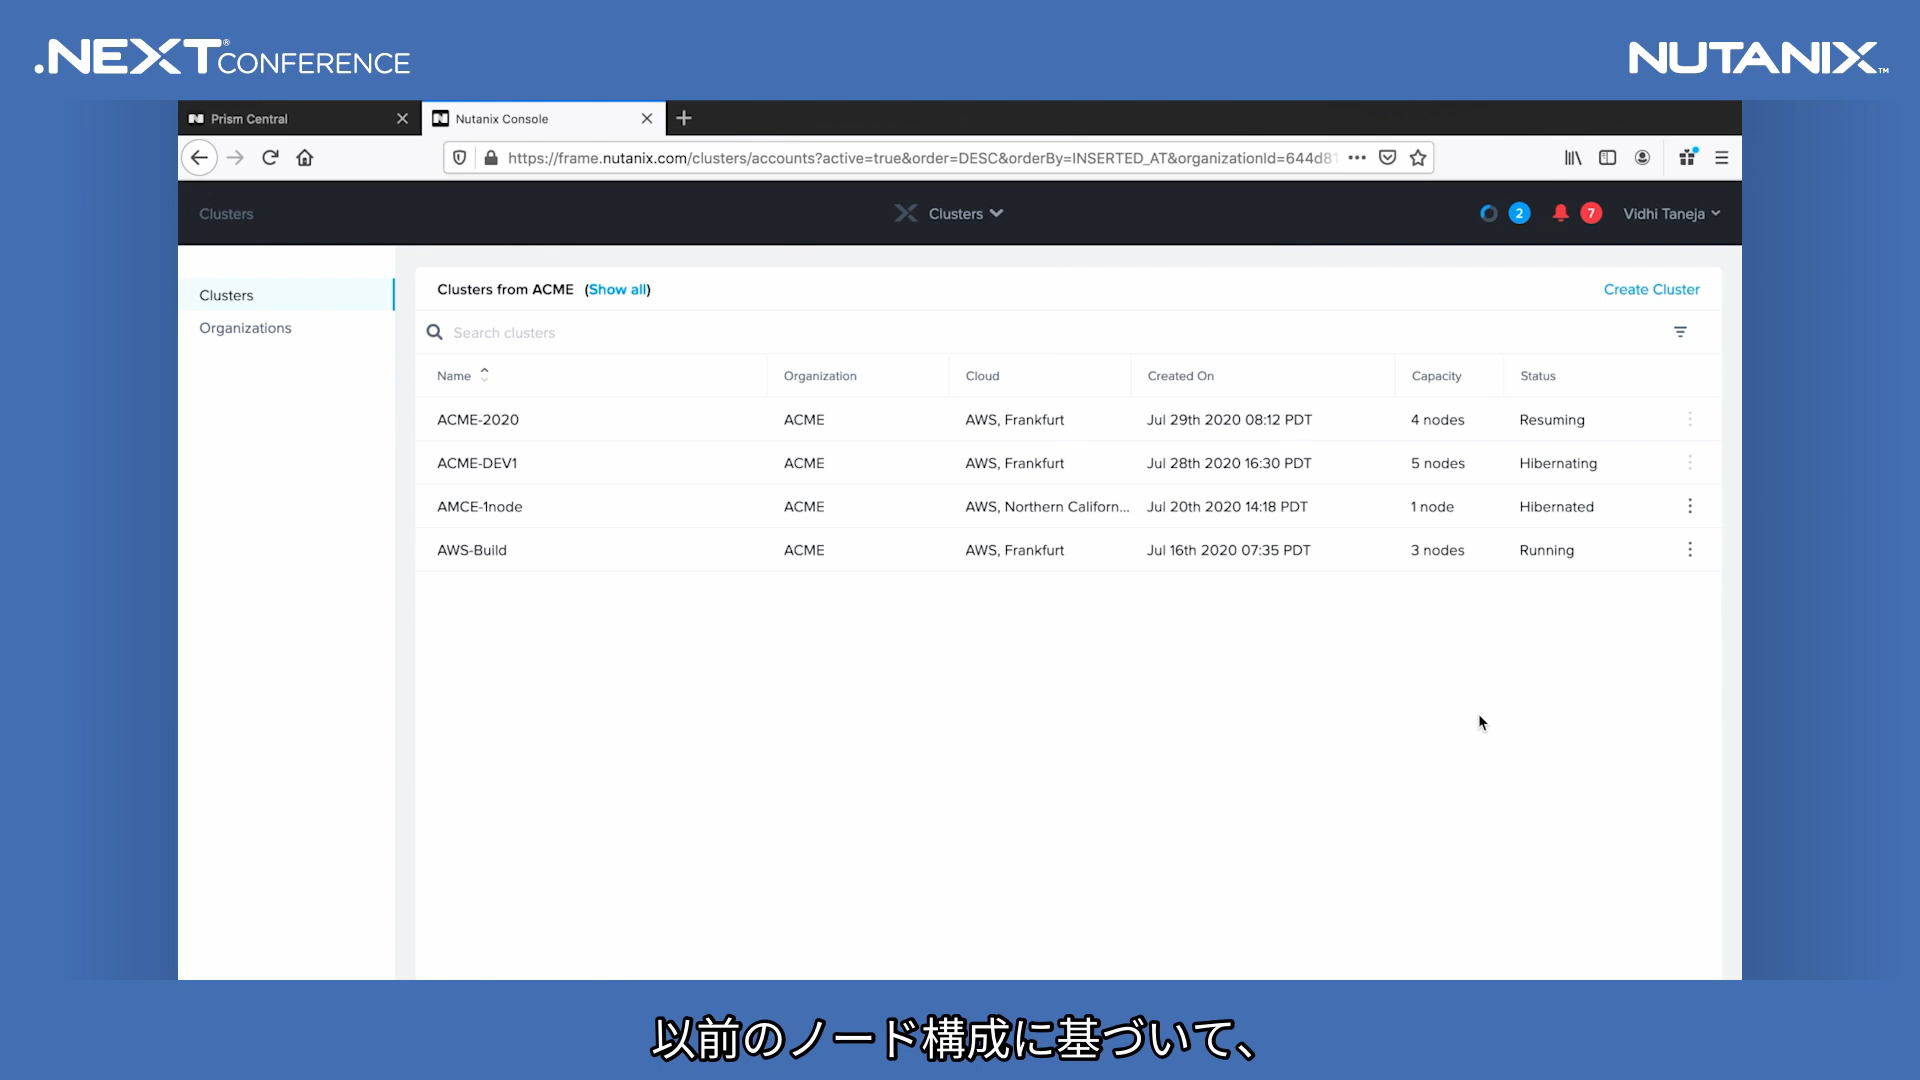 .NEXT® CONFERENCE
NUTANIX™
Prism Central
Nutanix Console
https://frame.nutanix.com/clusters/accounts?active=true&order=DESC&orderBy=INSERTED_AT&organizationId=644d81
Clusters
Clusters
2
7
Vidhi Taneja
Clusters
Organizations
Clusters from ACME (Show all)
Create Cluster
Search clusters
Name Organization Cloud Created On Capacity Status
ACME-2020 ACME AWS, Frankfurt Jul 29th 2020 08:12 PDT 4 nodes Resuming
ACME-DEV1 ACME AWS, Frankfurt Jul 28th 2020 16:30 PDT 5 nodes Hibernating
AMCE-1node ACME AWS, Northern Californ... Jul 20th 2020 14:18 PDT 1 node Hibernated
AWS-Build ACME AWS, Frankfurt Jul 16th 2020 07:35 PDT 3 nodes Running
以前のノード構成に基づいて、